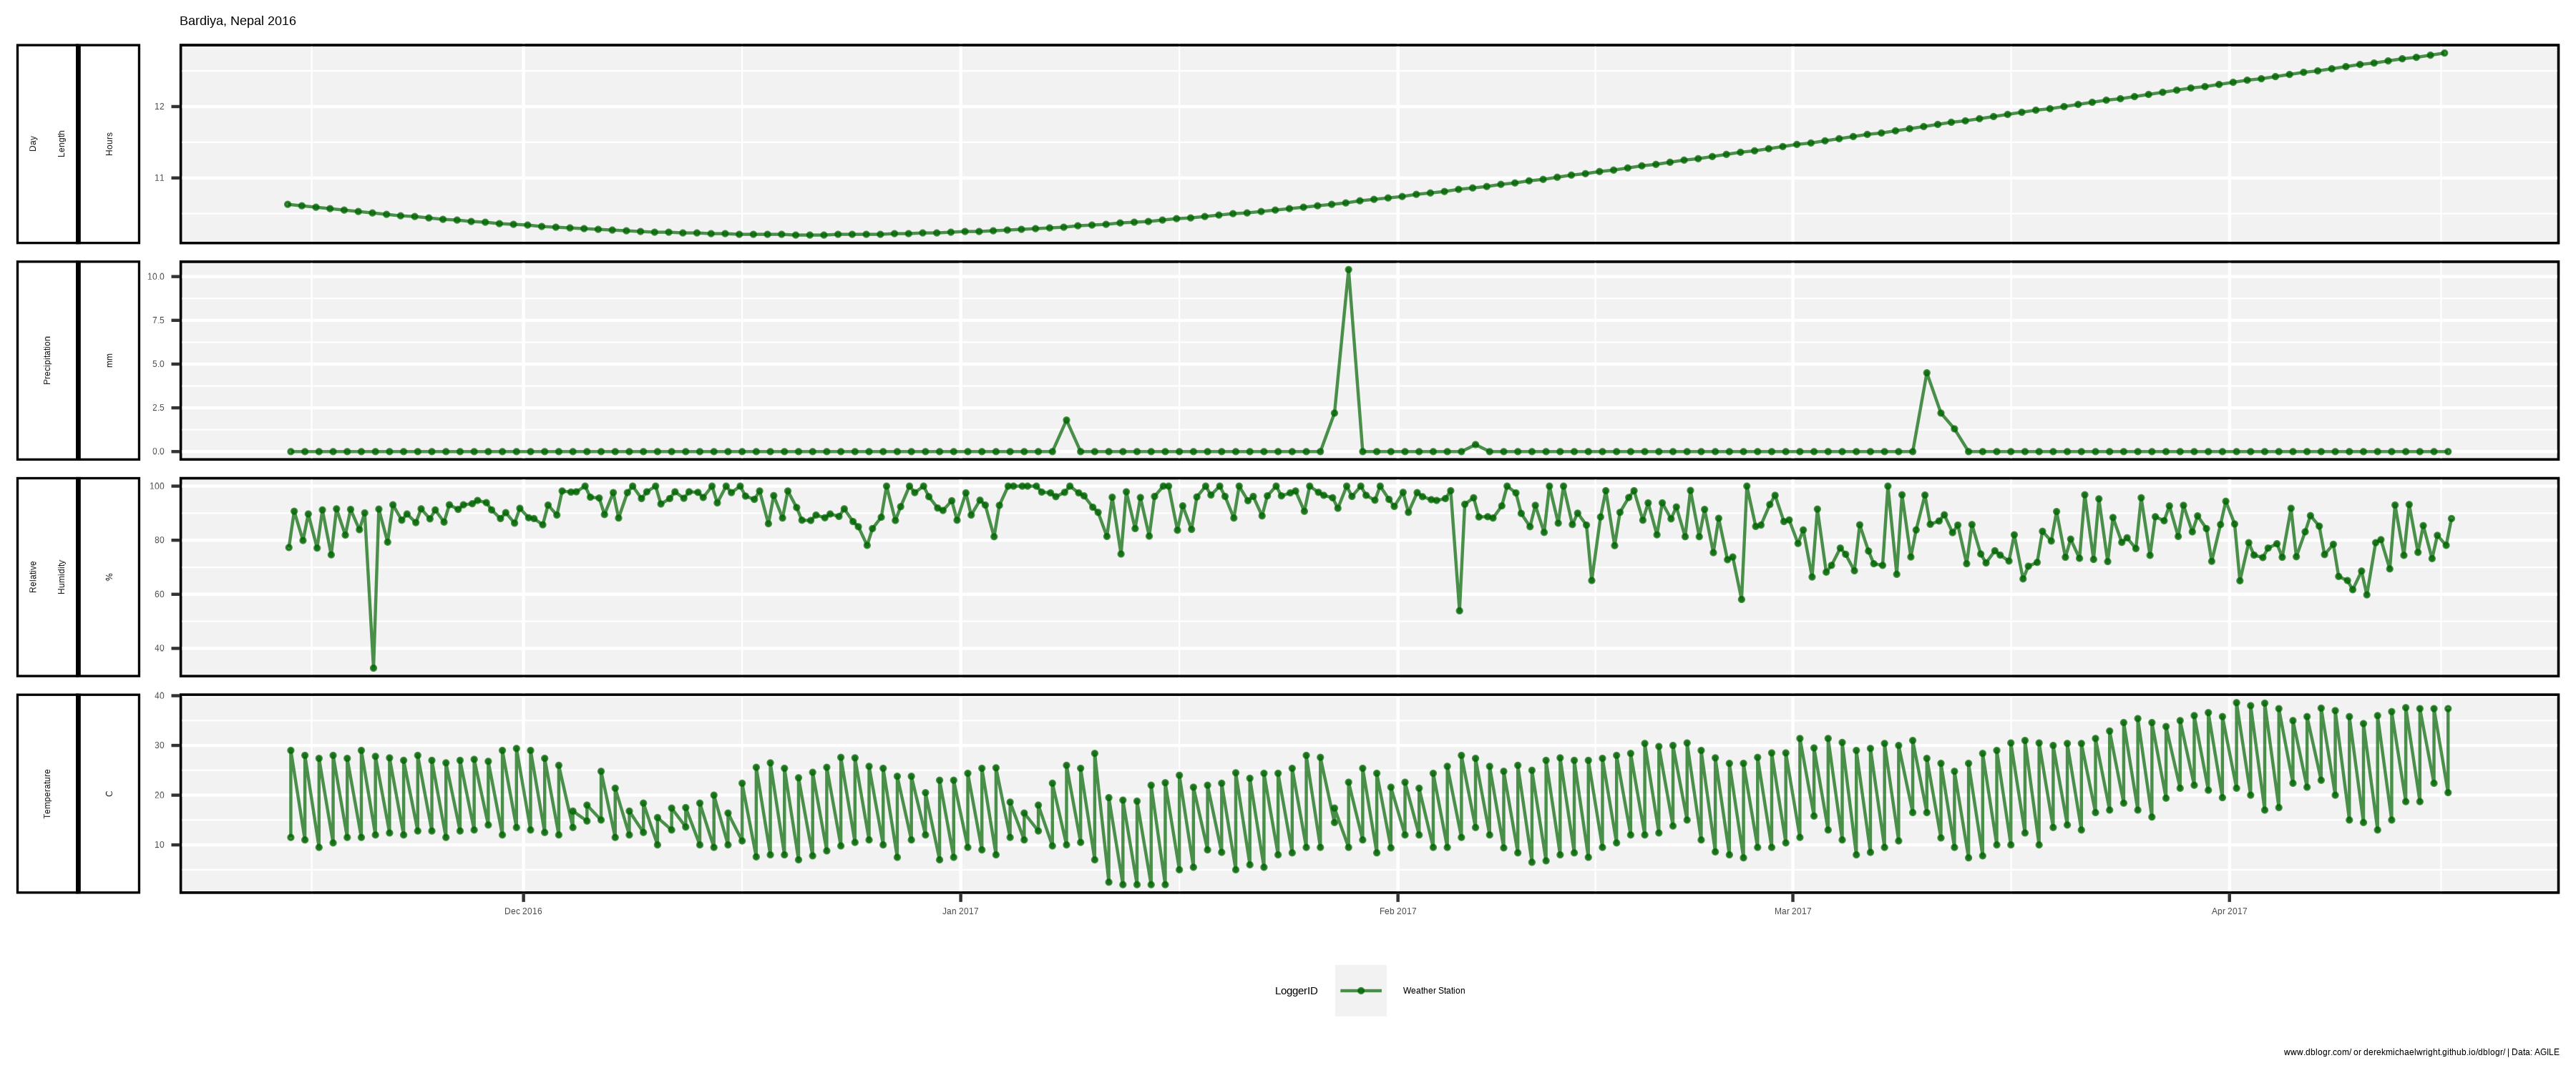 Bardiya, Nepal 2016
Day
Length
Hours
12
11
Precipitation
mm
10.0
7.5
5.0
2.5
0.0
Relative
Humidity
%
100
80
60
40
Temperature
C
40
30
20
10
Dec 2016
Jan 2017
Feb 2017
Mar 2017
Apr 2017
LoggerID
Weather Station
www.dblogr.com/ or derekmichaelwright.github.io/dblogr/ | Data: AGILE